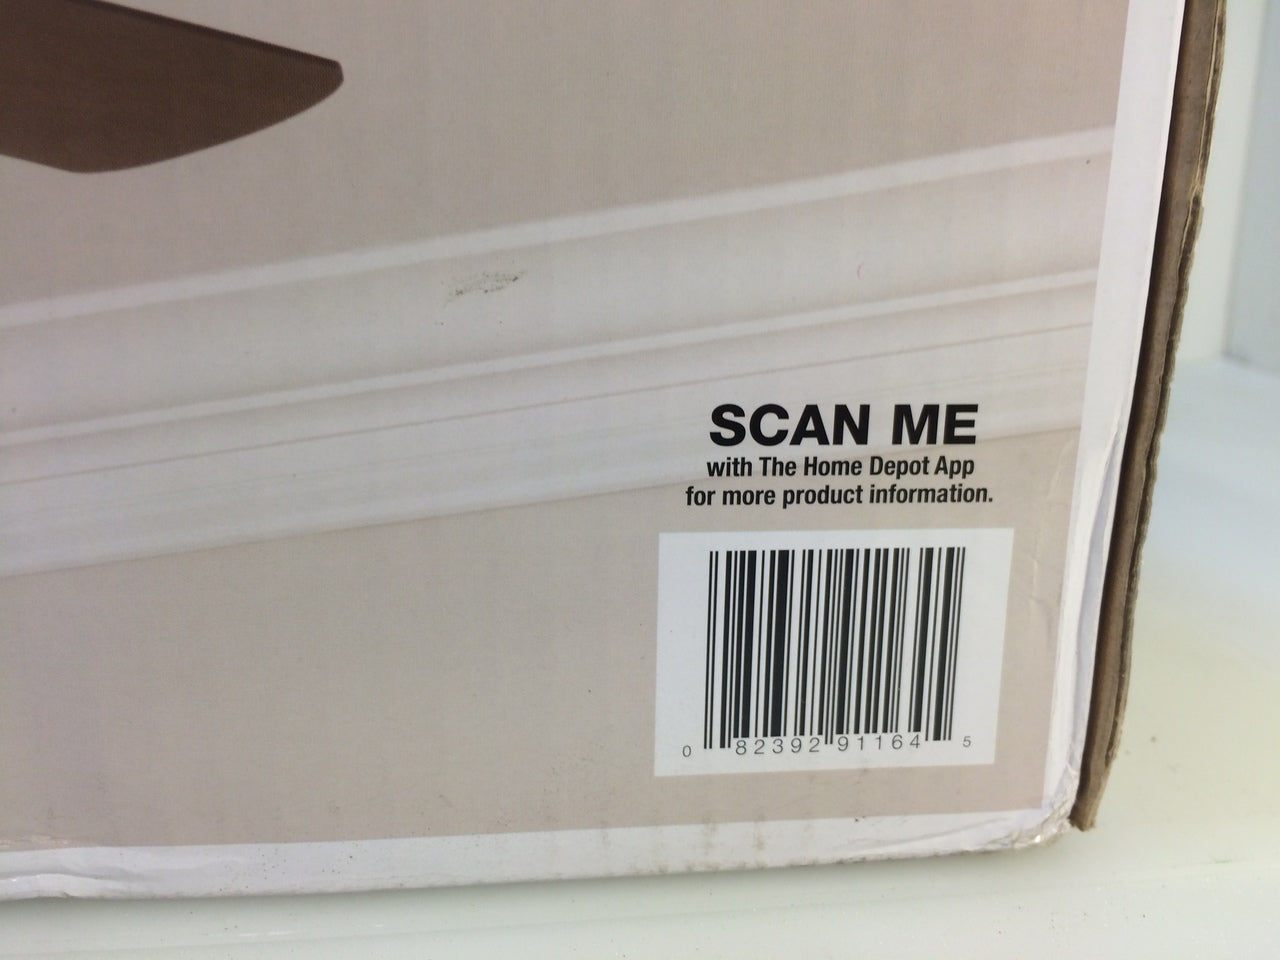 SCAN ME
with The Home Depot App
for more product information.
0 82392 91164 5